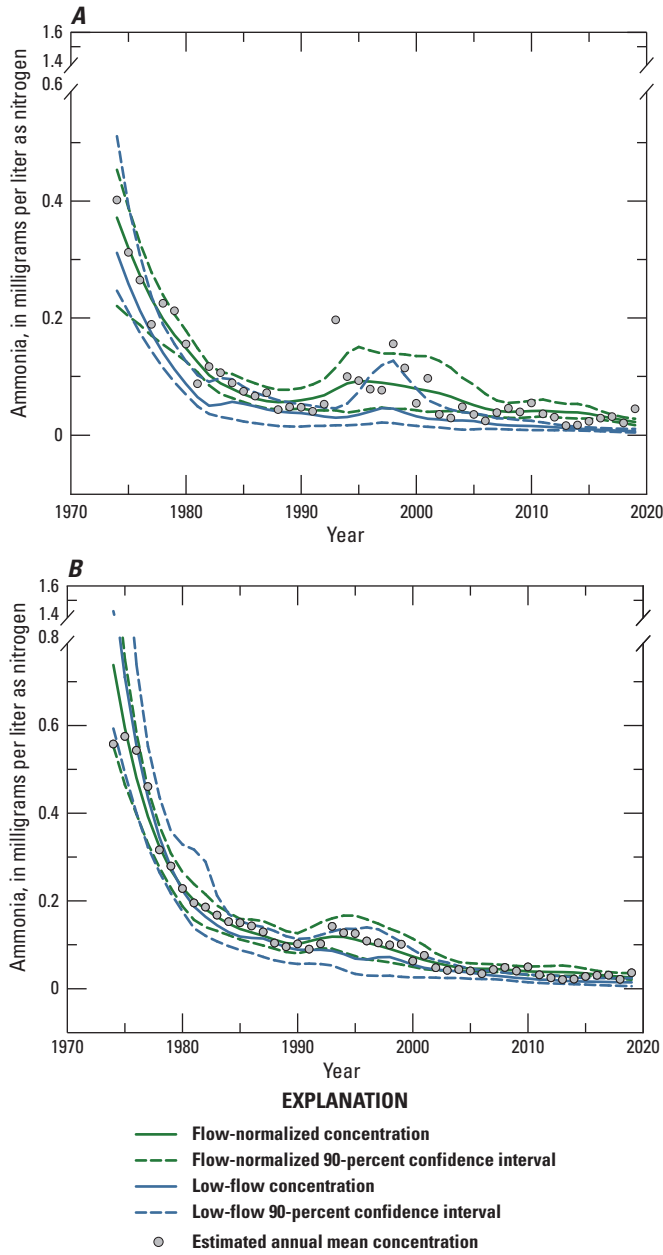 A
1.6
1.4
0.6
0.4
0.2
0
Ammonia, in milligrams per liter as nitrogen
1970 1980 1990 2000 2010 2020
Year
B
1.6
1.4
0.8
0.6
0.4
0.2
0
Ammonia, in milligrams per liter as nitrogen
1970 1980 1990 2000 2010 2020
Year
EXPLANATION
Flow-normalized concentration
Flow-normalized 90-percent confidence interval
Low-flow concentration
Low-flow 90-percent confidence interval
Estimated annual mean concentration